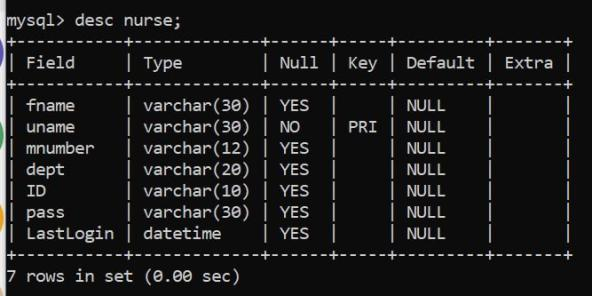 mysql> desc nurse;
+-----------+-------------+------+-----+---------+-------+
| Field     | Type        | Null | Key | Default | Extra |
+-----------+-------------+------+-----+---------+-------+
| fname     | varchar(30) | YES  |     | NULL    |       |
| uname     | varchar(30) | NO   | PRI | NULL    |       |
| mnumber   | varchar(12) | YES  |     | NULL    |       |
| dept      | varchar(20) | YES  |     | NULL    |       |
| ID        | varchar(10) | YES  |     | NULL    |       |
| pass      | varchar(30) | YES  |     | NULL    |       |
| LastLogin | datetime    | YES  |     | NULL    |       |
+-----------+-------------+------+-----+---------+-------+
7 rows in set (0.00 sec)